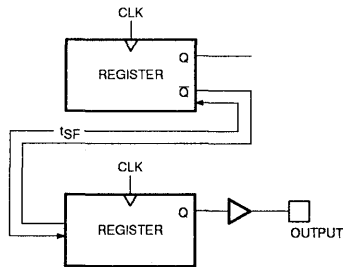 CLK
Q
REGISTER
Q̅
tSF
CLK
Q
REGISTER
OUTPUT